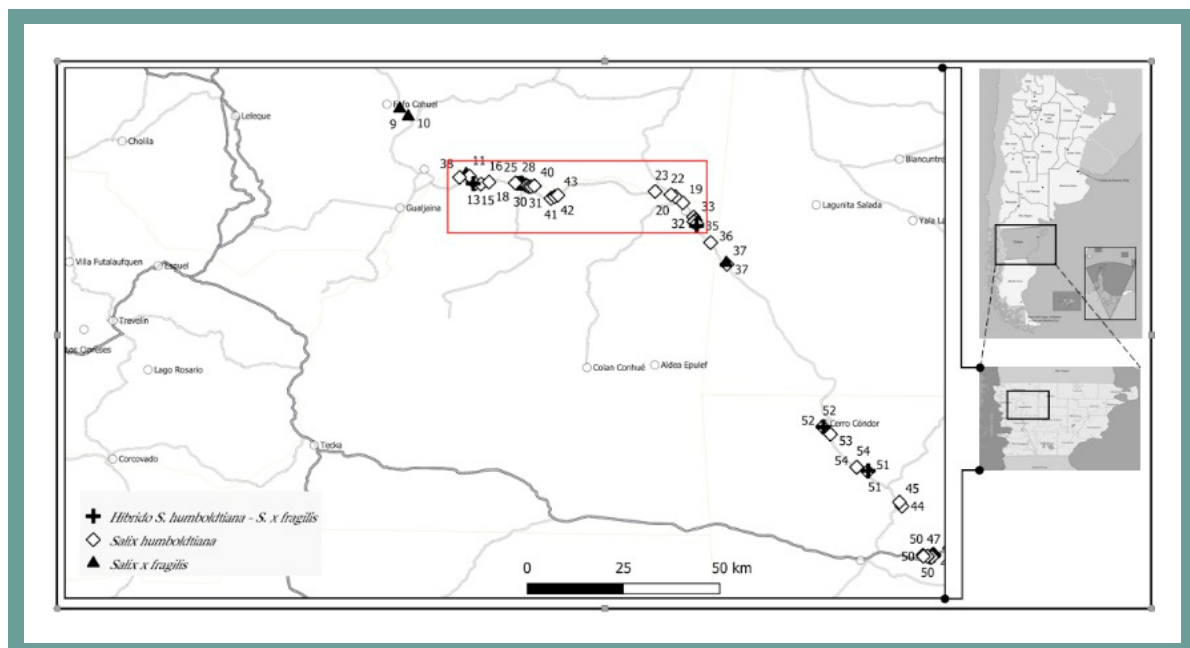 Fofo Cahuel
9
10
Leleque
Cholila
38
11
16
25
28
40
43
13
15
18
30
31
41
42
23
22
19
20
33
32
35
36
37
37
Gualjaina
Blancuntre
Lagunita Salada
Yala La
Villa Futalaufquen
Esquel
Trevelin
Lago Rosario
Colan Conhué
Aldea Epulef
52
52
Cerro Cóndor
53
54
54
51
51
Tecka
Corcovado
45
44
50
47
50
50
Híbrido S. humboldtiana - S. x fragilis
Salix humboldtiana
Salix x fragilis
0 25 50 km